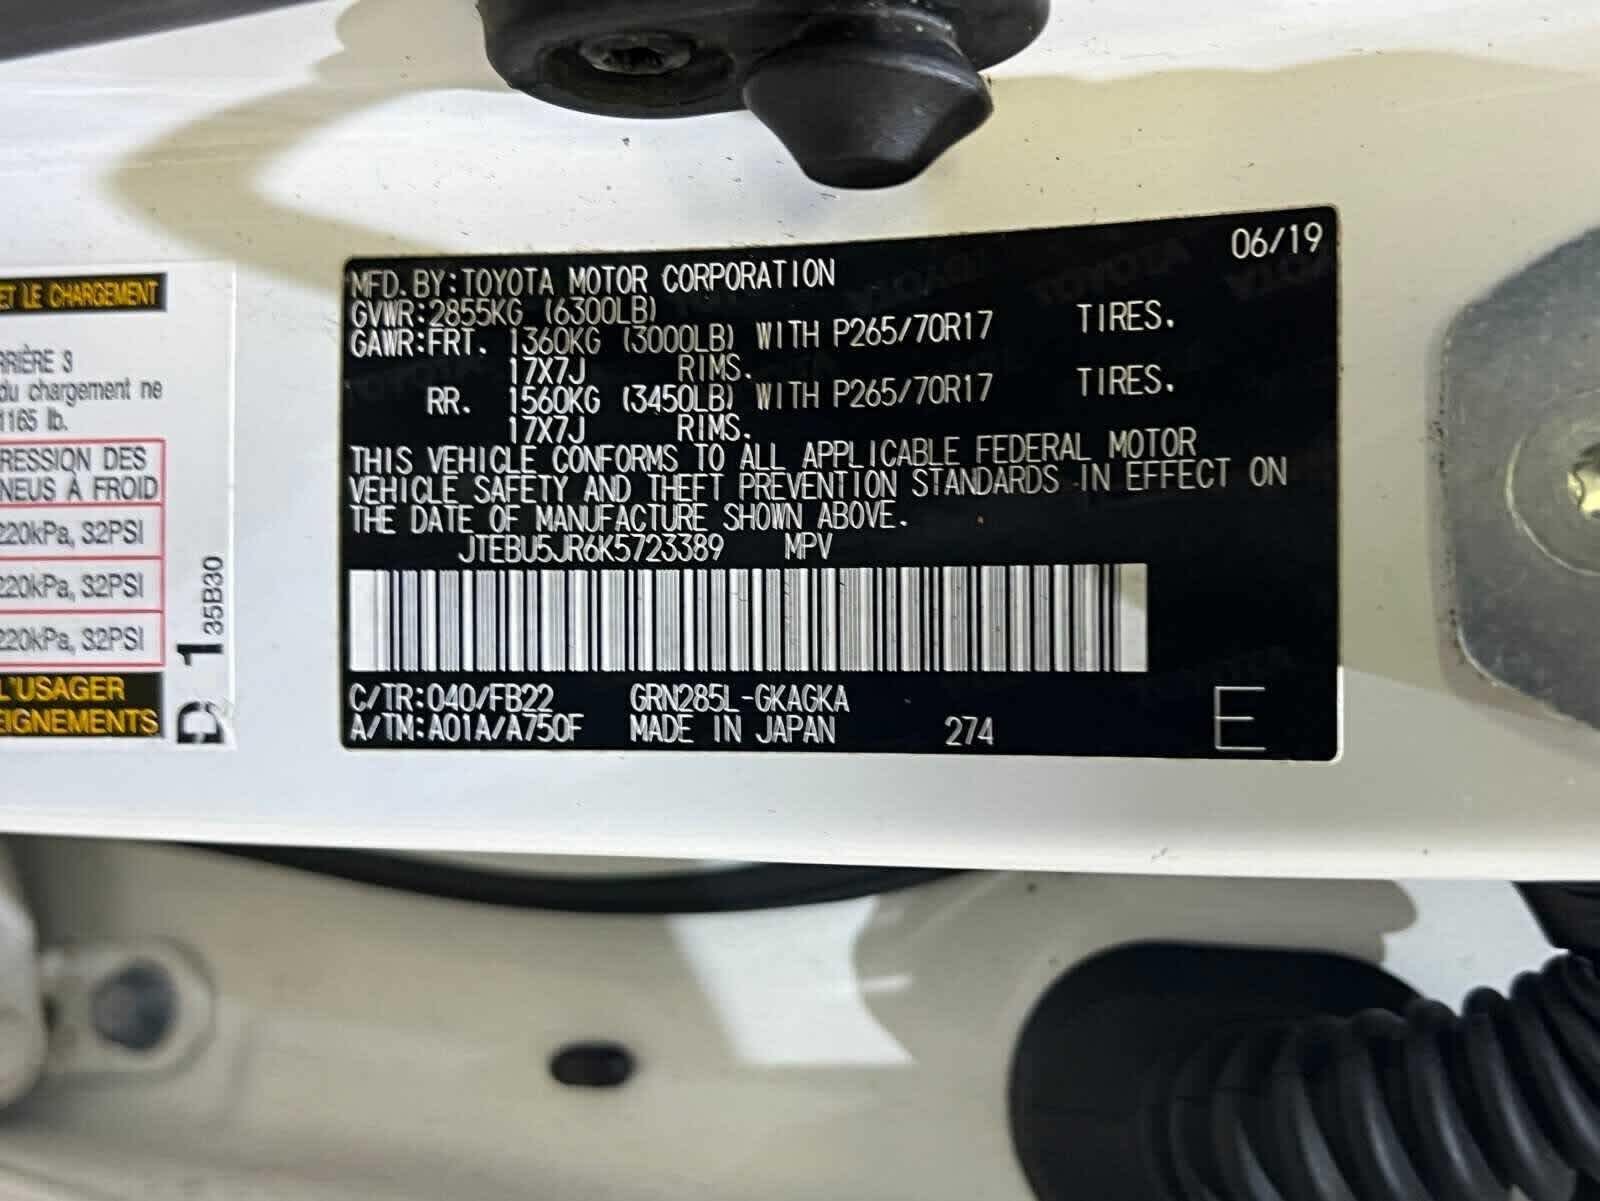 06/19
MFD. BY: TOYOTA MOTOR CORPORATION
GVWR: 2855KG (6300LB)
GAWR: FRT. 1360KG (3000LB) WITH P265/70R17 TIRES.
17X7J RIMS.
RR. 1560KG (3450LB) WITH P265/70R17 TIRES.
17X7J RIMS.
THIS VEHICLE CONFORMS TO ALL APPLICABLE FEDERAL MOTOR
VEHICLE SAFETY AND THEFT PREVENTION STANDARDS IN EFFECT ON
THE DATE OF MANUFACTURE SHOWN ABOVE.
JTEBU5JR6K5723389 MPV
C/TR: 040/FB22 GRN285L-GKAGKA
A/TM: A01A/A750F MADE IN JAPAN 274 E
ET LE CHARGEMENT
RRIÈRE 3
du chargement ne
1165 lb.
RESSION DES
NEUS À FROID
220kPa, 32PSI
220kPa, 32PSI
220kPa, 32PSI
L'USAGER
EIGNEMENTS
D 1 35B30